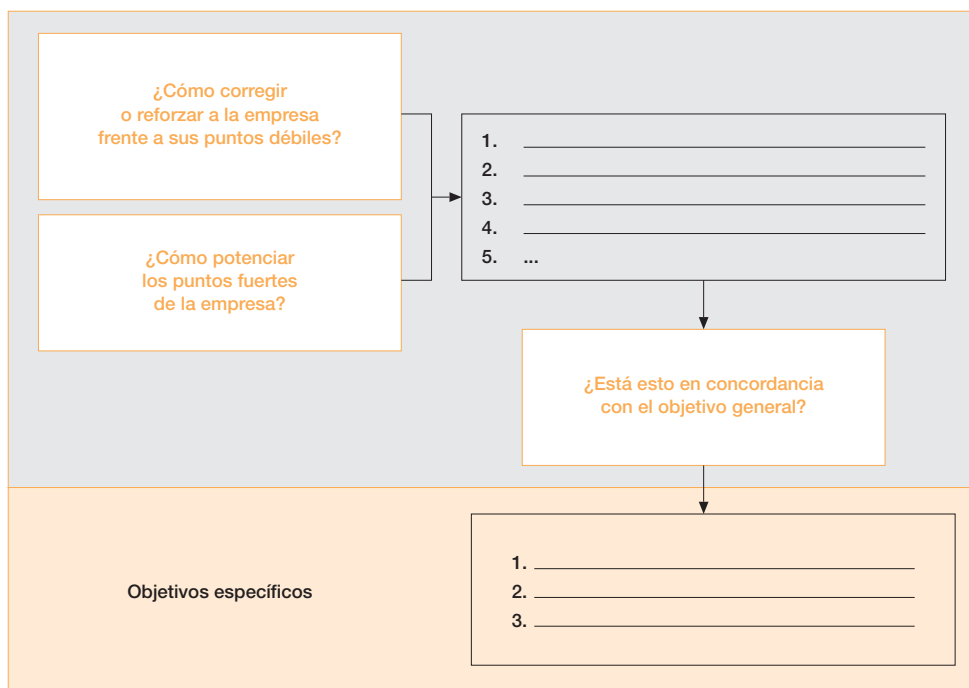 ¿Cómo corregir
o reforzar a la empresa
frente a sus puntos débiles?
¿Cómo potenciar
los puntos fuertes
de la empresa?
1.
2.
3.
4.
5. ...
¿Está esto en concordancia
con el objetivo general?
Objetivos específicos
1.
2.
3.